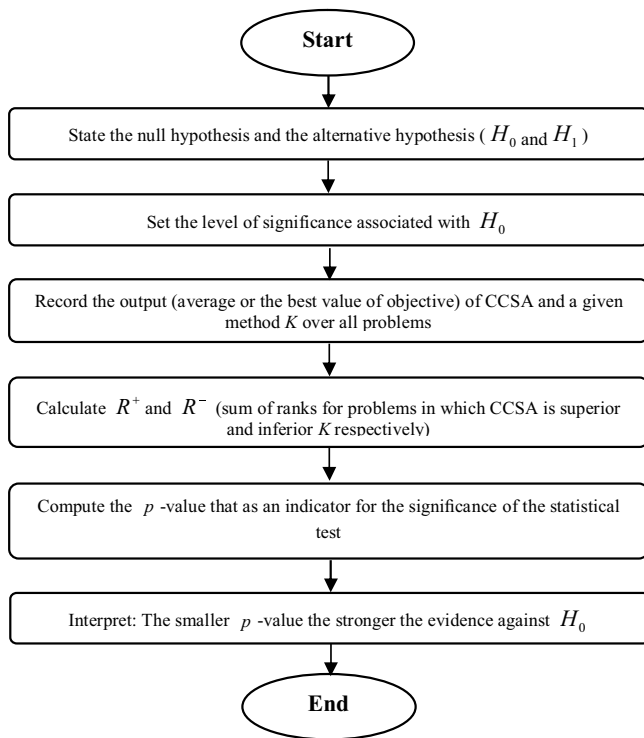 Start
State the null hypothesis and the alternative hypothesis ( H₀ and H₁ )
Set the level of significance associated with H₀
Record the output (average or the best value of objective) of CCSA and a given
method K over all problems
Calculate R⁺ and R⁻ (sum of ranks for problems in which CCSA is superior
and inferior K respectively)
Compute the p -value that as an indicator for the significance of the statistical
test
Interpret: The smaller p -value the stronger the evidence against H₀
End